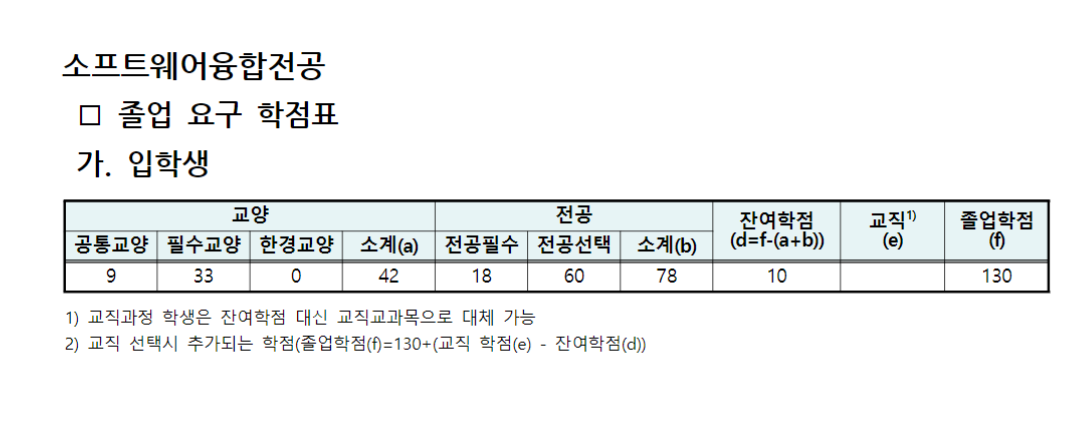 소프트웨어융합전공
□ 졸업 요구 학점표
가. 입학생
교양 전공 잔여학점 (d=f-(a+b)) 교직1) (e) 졸업학점 (f)
공통교양 필수교양 한경교양 소계(a) 전공필수 전공선택 소계(b)
9 33 0 42 18 60 78 10 130
1) 교직과정 학생은 잔여학점 대신 교직교과목으로 대체 가능
2) 교직 선택시 추가되는 학점(졸업학점(f)=130+(교직 학점(e) - 잔여학점(d))